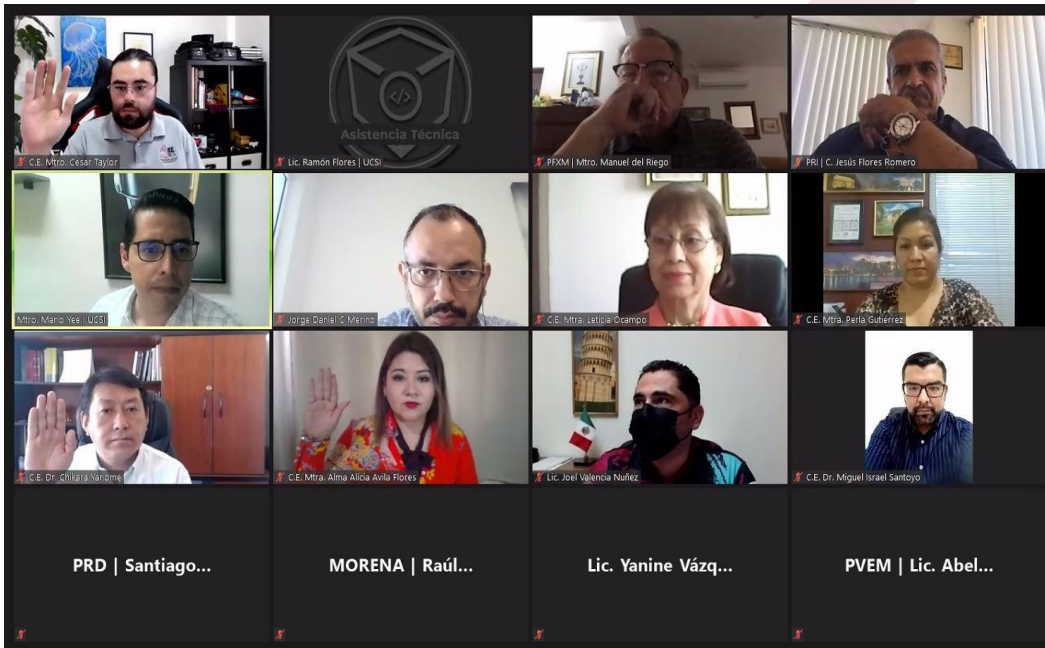 Asistencia Técnica
C.E. Mtro. César Taylor
Lic. Ramón Flores | UCSI
PFXM | Mtro. Manuel del Riego
PRI | C. Jesús Flores Romero
Mtro. Mario Yee | UCSI
Jorge Daniel C Merino
C.E. Mtra. Leticia Ocampo
C.E. Mtra. Perla Gutiérrez
C.E. Dr. Chikara Yanome
C.E. Mtra. Alma Alicia Avila Flores
Lic. Joel Valencia Nuñez
C.E. Dr. Miguel Israel Santoyo
PRD | Santiago...
MORENA | Raúl...
Lic. Yanine Vázq...
PVEM | Lic. Abel...